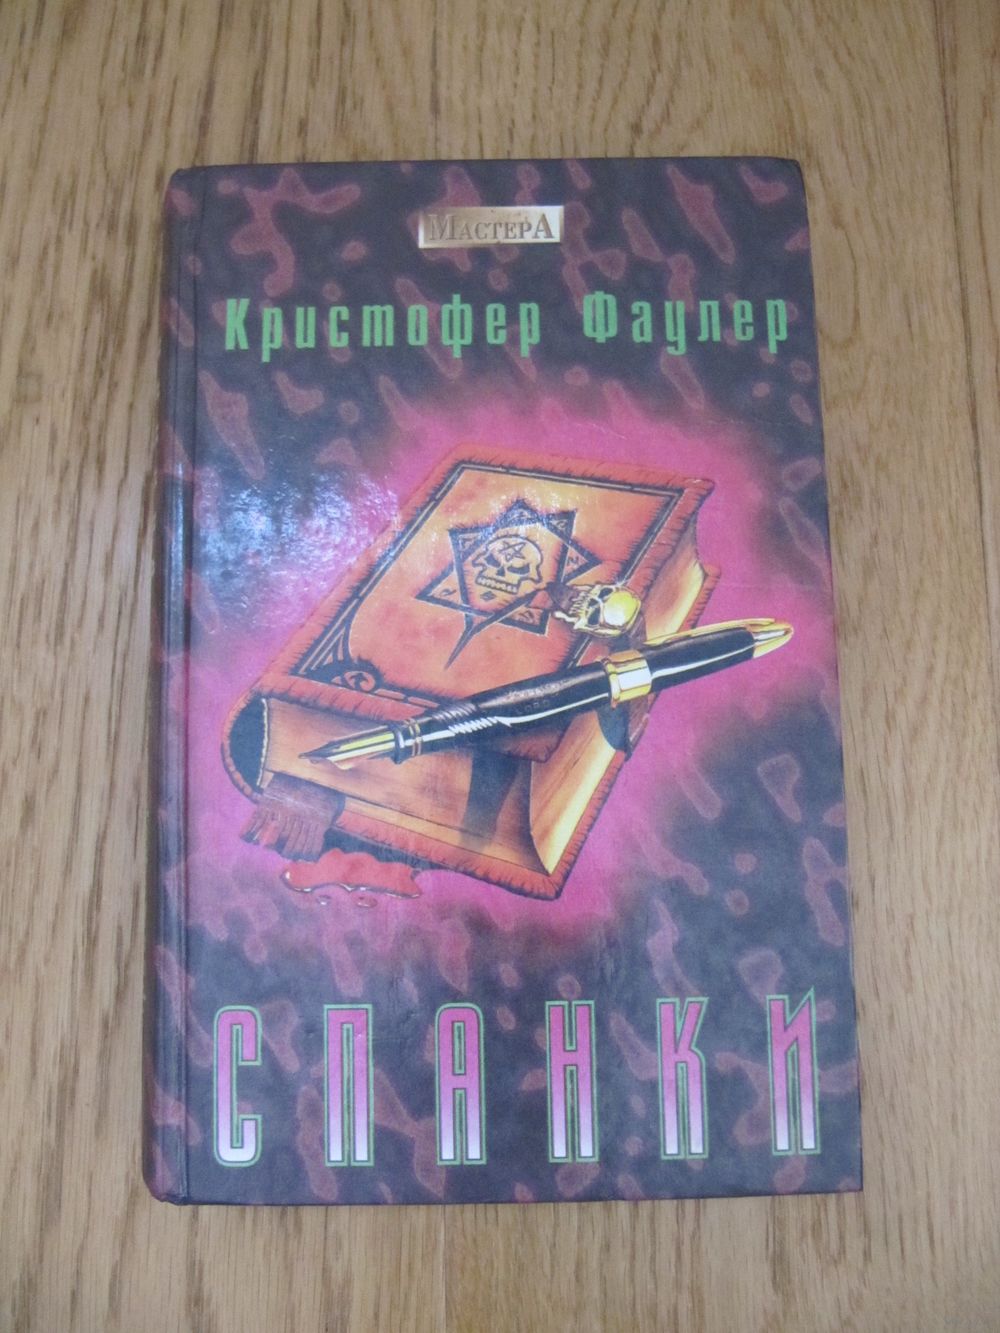 МастерА
Кристофер Фаулер
СПАНКИ